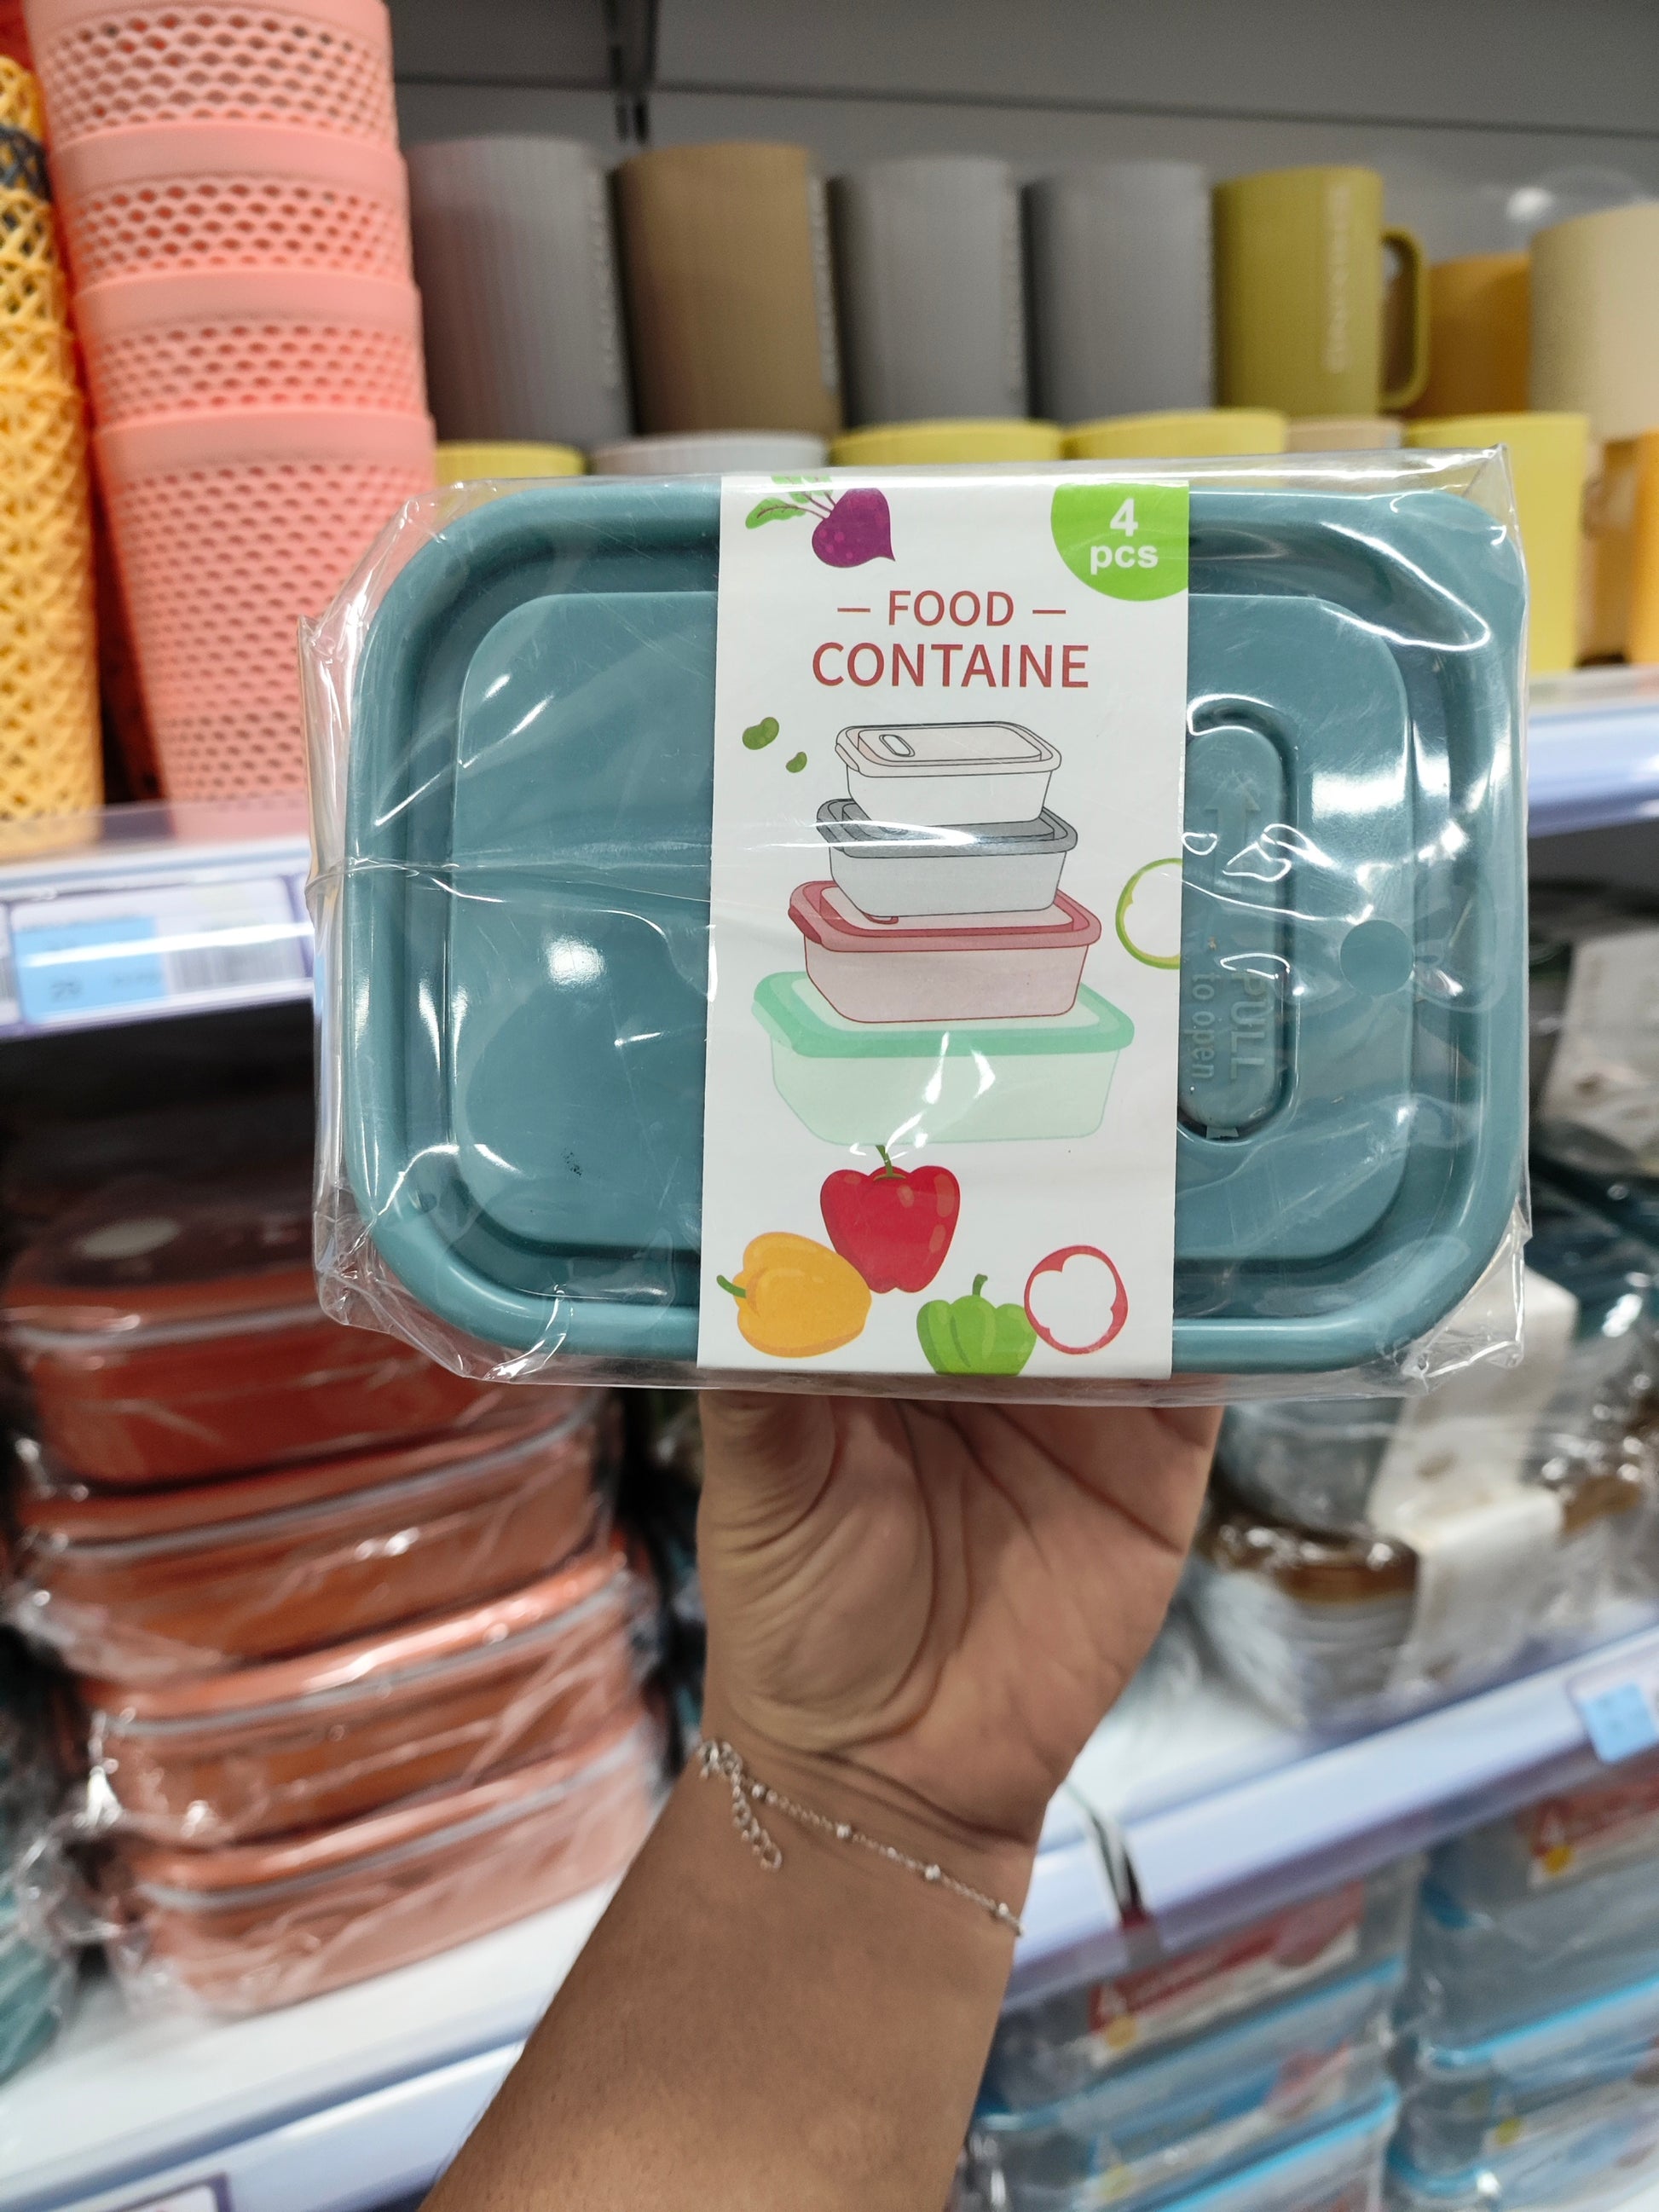 4
pcs
— FOOD —
CONTAINE
PULL
to open